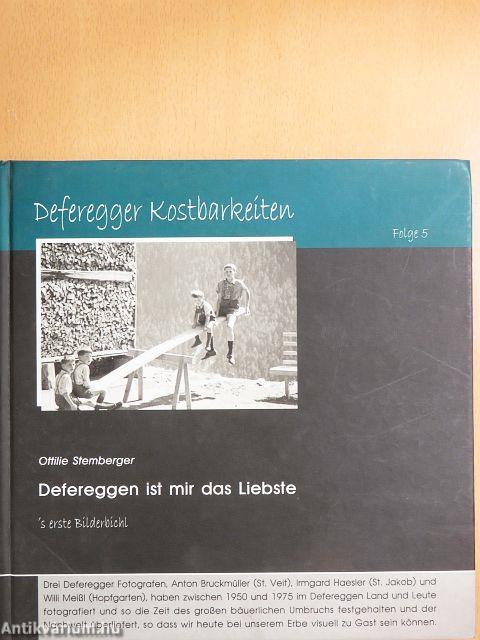 Deferegger Kostbarkeiten
Folge 5
Ottilie Stemberger
Defereggen ist mir das Liebste
's erste Bilderbichl
Drei Deferegger Fotografen, Anton Bruckmüller (St. Veit), Irmgard Haesler (St. Jakob) und
Willi Meißl (Hopfgarten), haben zwischen 1950 und 1975 im Defereggen Land und Leute
fotografiert und so die Zeit des großen bäuerlichen Umbruchs festgehalten und der
Nachwelt überliefert, so dass wir heute bei unserem Erbe visuell zu Gast sein können.
Antikvarium.hu